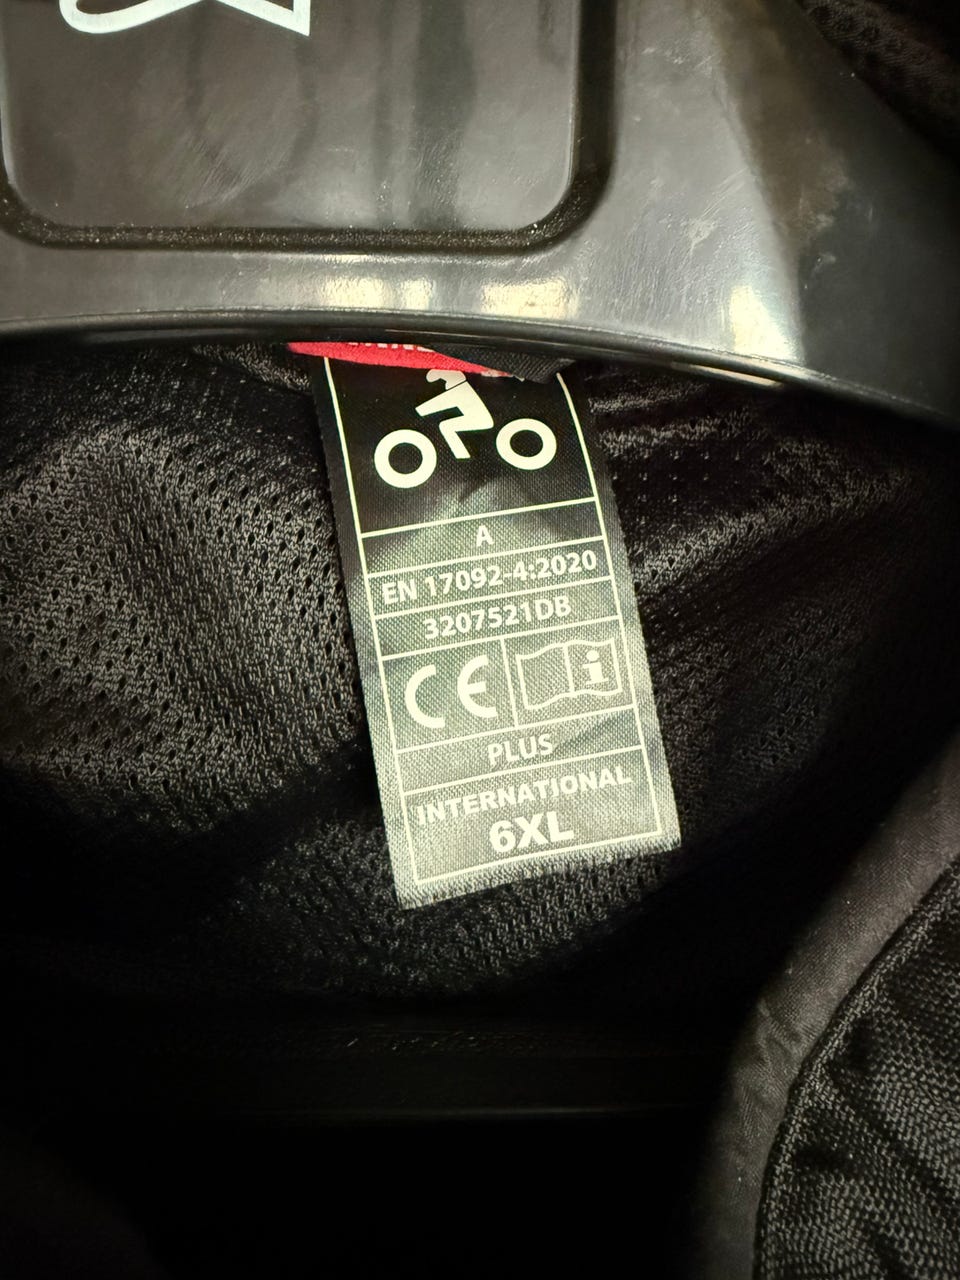 A
EN 17092-4:2020
3207521DB
CE
i
PLUS
INTERNATIONAL
6XL